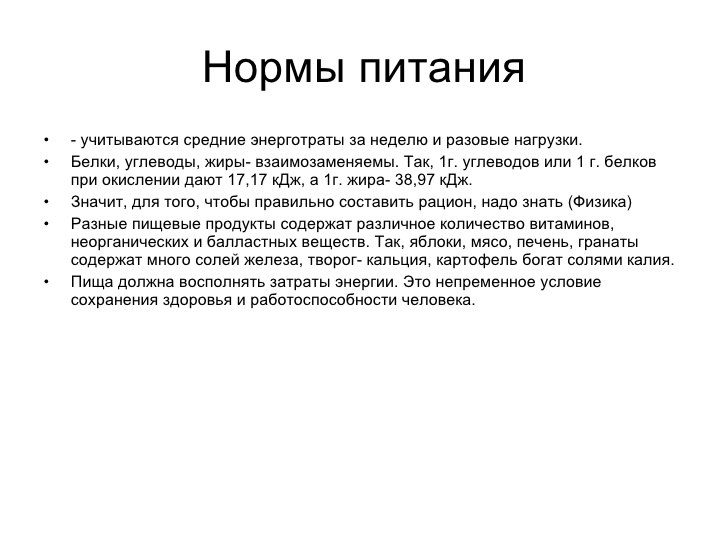 Нормы питания
• - учитываются средние энерготраты за неделю и разовые нагрузки.
• Белки, углеводы, жиры- взаимозаменяемы. Так, 1г. углеводов или 1 г. белков
при окислении дают 17,17 кДж, а 1г. жира- 38,97 кДж.
• Значит, для того, чтобы правильно составить рацион, надо знать (Физика)
• Разные пищевые продукты содержат различное количество витаминов,
неорганических и балластных веществ. Так, яблоки, мясо, печень, гранаты
содержат много солей железа, творог- кальция, картофель богат солями калия.
• Пища должна восполнять затраты энергии. Это непременное условие
сохранения здоровья и работоспособности человека.